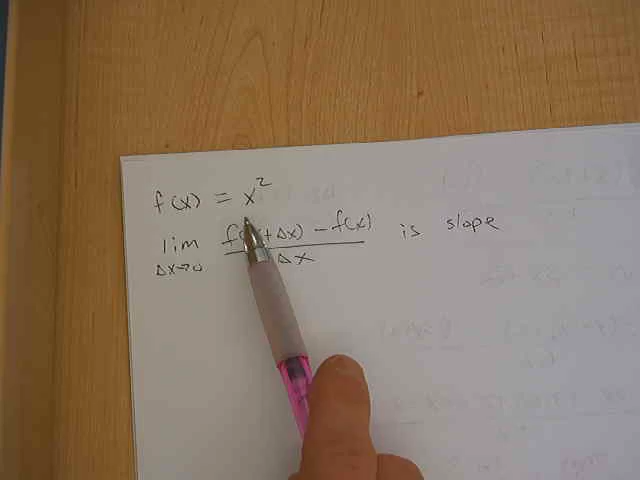 f(x) = x²
lim f( + Δx) - f(x) is slope
Δx→0 Δx